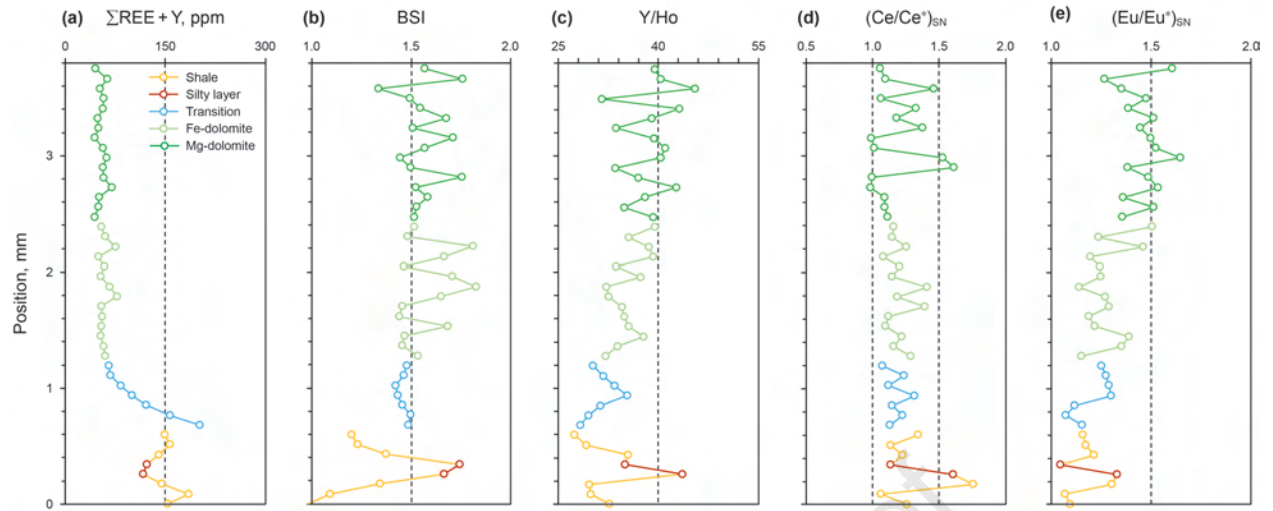 (a) ∑REE + Y, ppm
(b) BSI
(c) Y/Ho
(d) (Ce/Ce*)SN
(e) (Eu/Eu*)SN
0 150 300
1.0 1.5 2.0
25 40 55
0.5 1.0 1.5 2.0
1.0 1.5 2.0
Shale
Silty layer
Transition
Fe-dolomite
Mg-dolomite
Position, mm
3
2
1
0